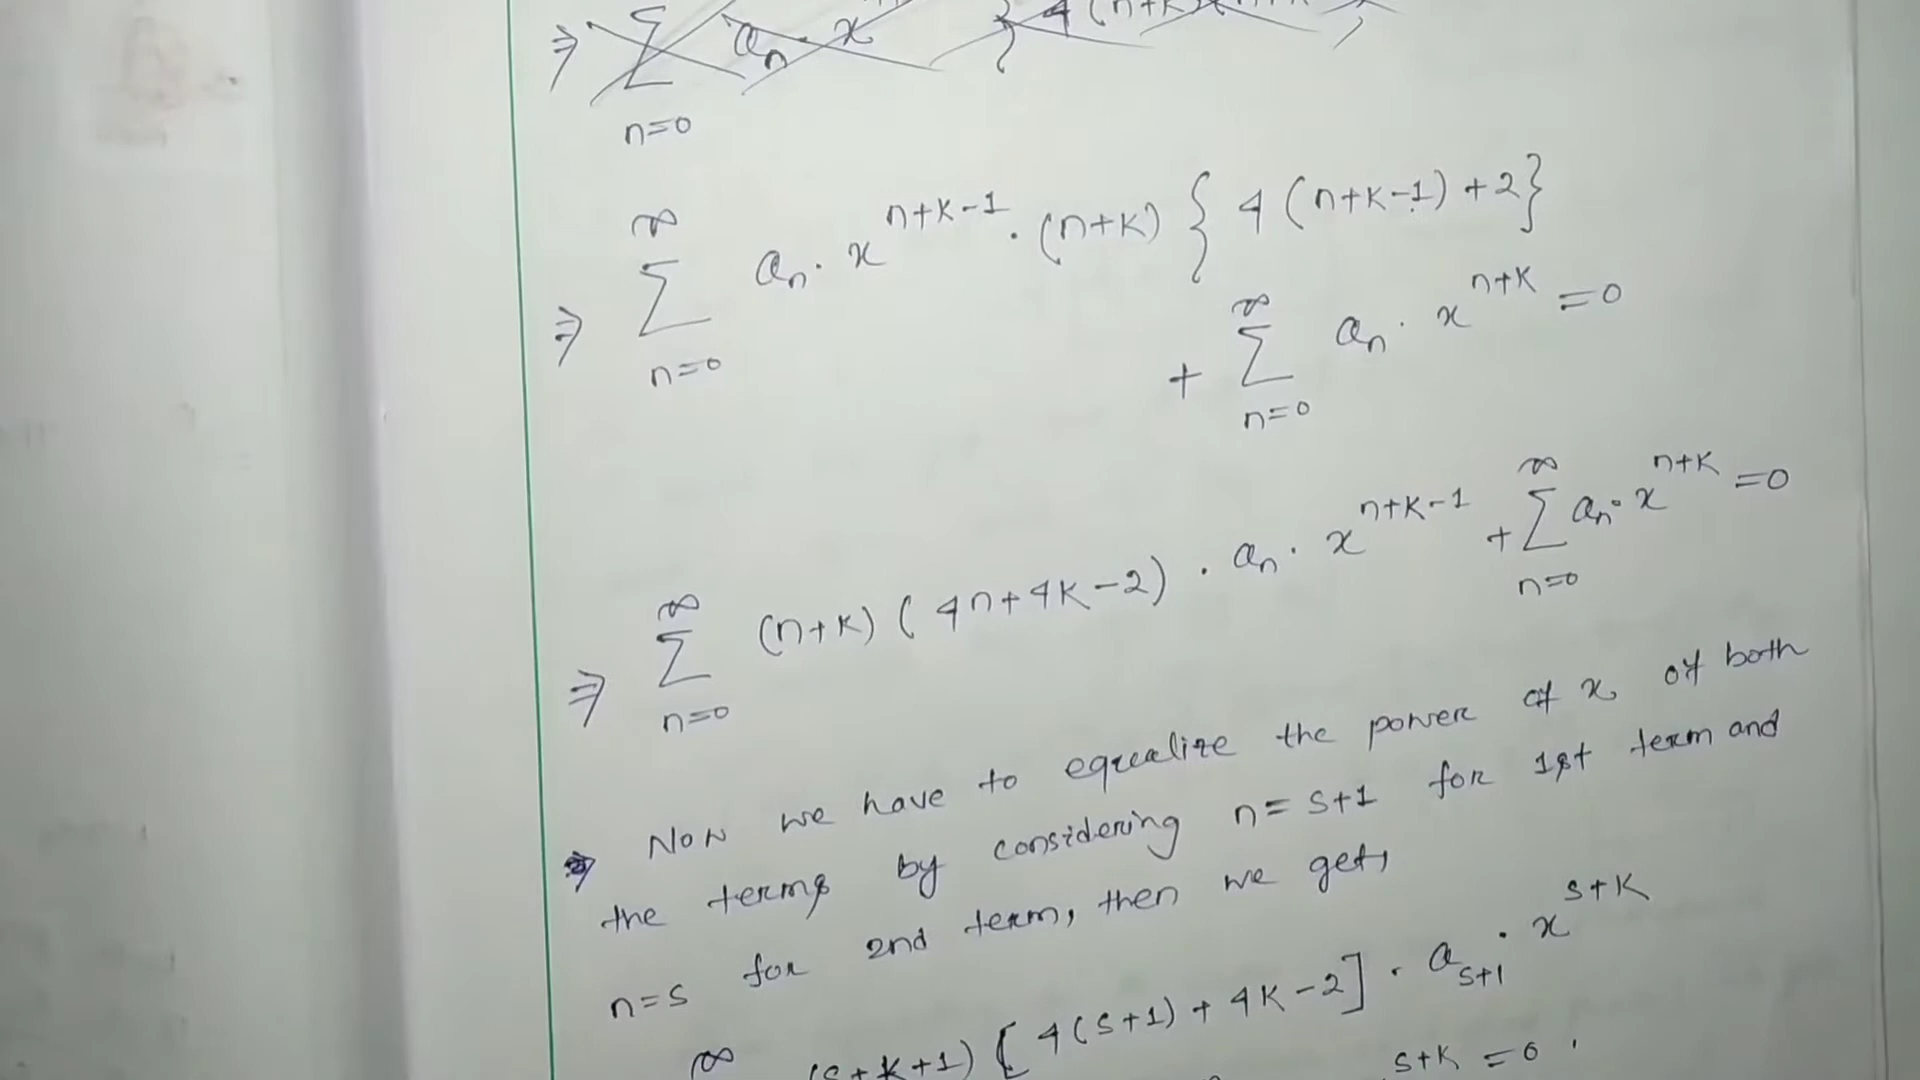 ⇒ Σ aₙ · x } 4 (n+k)
n=0
∞
⇒ Σ aₙ · x^(n+k-1) · (n+k) { 4 (n+k-1) + 2 }
n=0
∞
+ Σ aₙ · x^(n+k) = 0
n=0
∞ ∞
⇒ Σ (n+k) ( 4n+4k-2) · aₙ · x^(n+k-1) + Σ aₙ · x^(n+k) = 0
n=0 n=0
⇒ Now we have to equalize the power of x of both
the terms by considering n = s+1 for 1st term and
n=s for 2nd term, then we get,
∞ (s+k+1) [ 4(s+1) + 4k-2 ] · a_(s+1) · x^(s+k)
s+k = 0 .